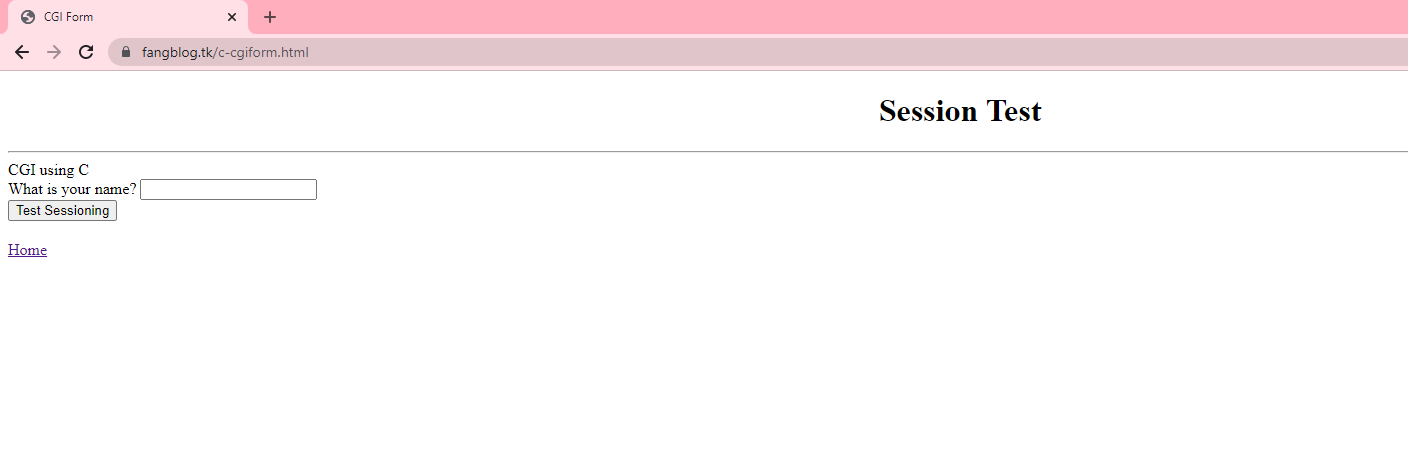 CGI Form
fangblog.tk/c-cgiform.html
Session Test
CGI using C
What is your name?
Test Sessioning
Home